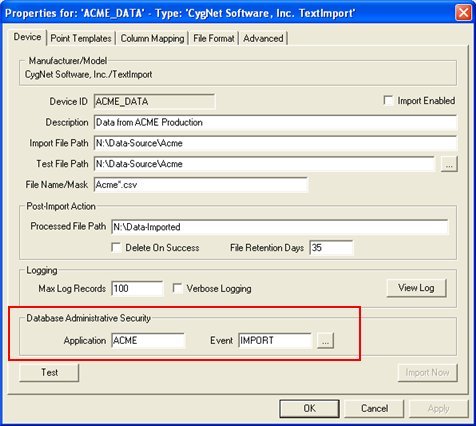 Properties for: 'ACME_DATA' - Type: 'CygNet Software, Inc. TextImport'
Device Point Templates Column Mapping File Format Advanced
Manufacturer/Model
CygNet Software, Inc./TextImport
Device ID ACME_DATA Import Enabled
Description Data from ACME Production
Import File Path N:\Data-Source\Acme
Test File Path N:\Data-Source\Acme ...
File Name/Mask Acme*.csv
Post-Import Action
Processed File Path N:\Data-Imported
Delete On Success File Retention Days 35
Logging
Max Log Records 100 Verbose Logging View Log
Database Administrative Security
Application ACME Event IMPORT ...
Test Import Now
OK Cancel Apply